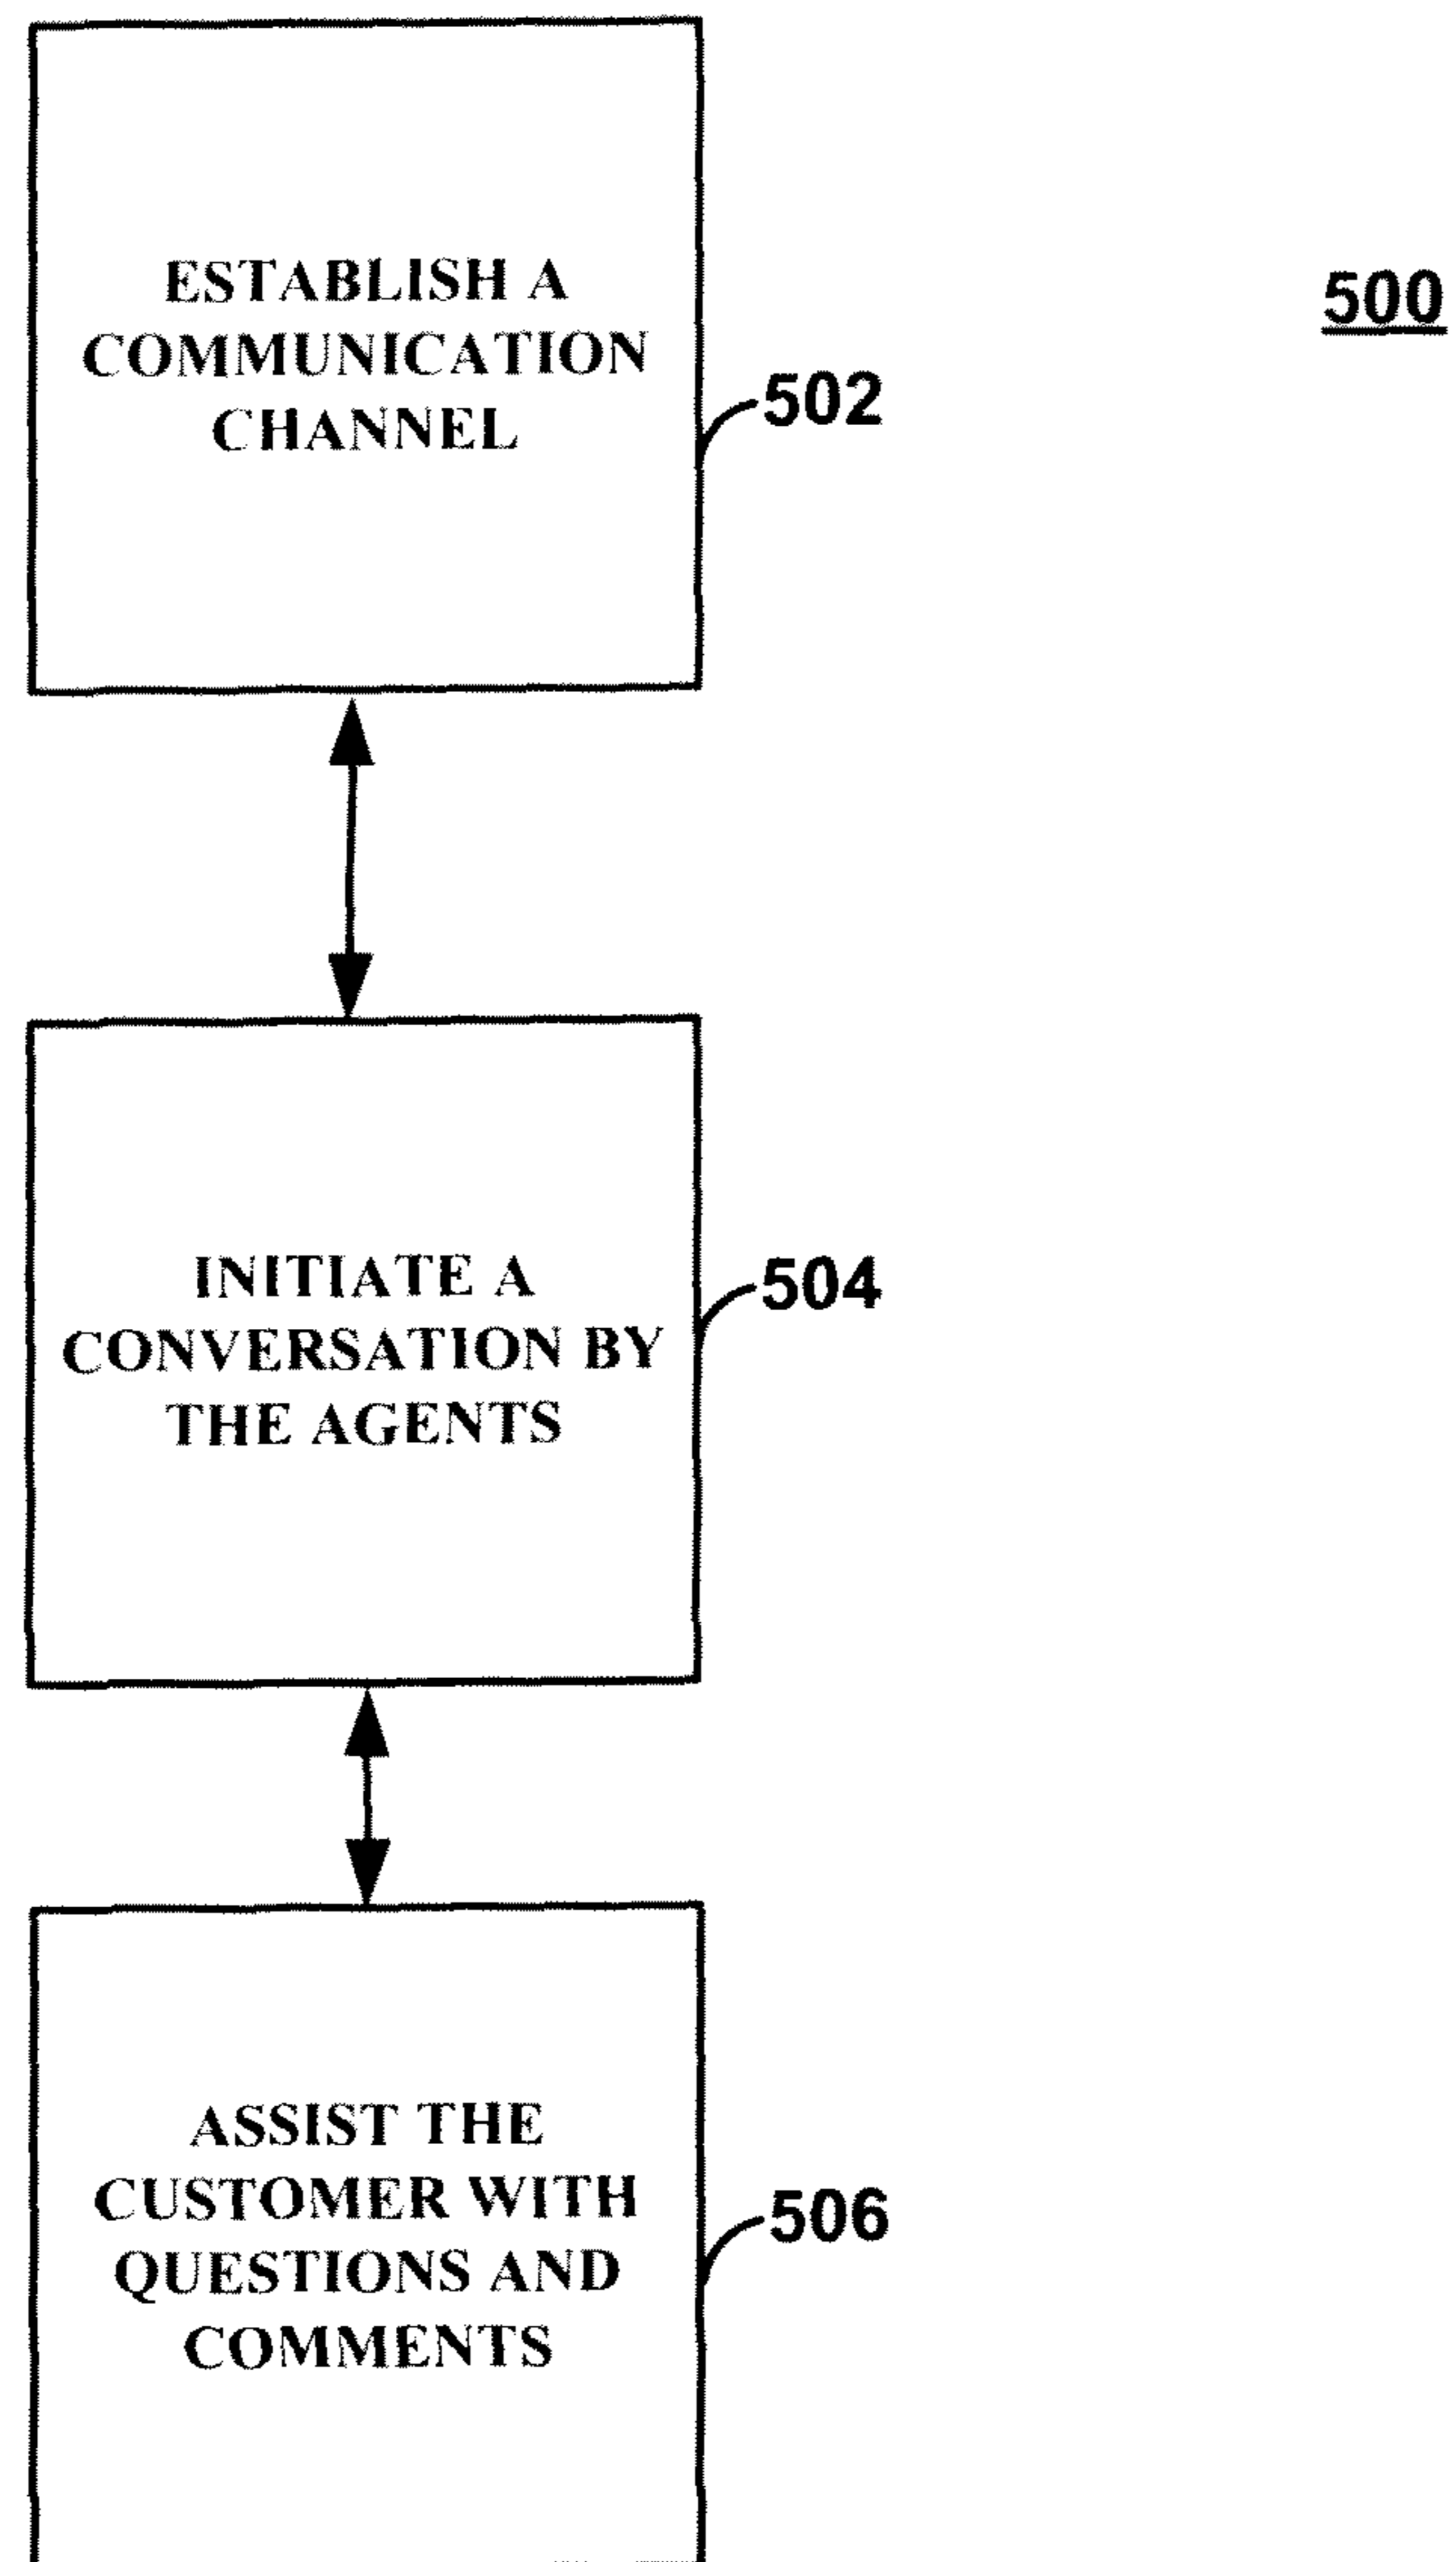 ESTABLISH A
COMMUNICATION
CHANNEL
500
502
INITIATE A
CONVERSATION BY
THE AGENTS
504
ASSIST THE
CUSTOMER WITH
QUESTIONS AND
COMMENTS
506